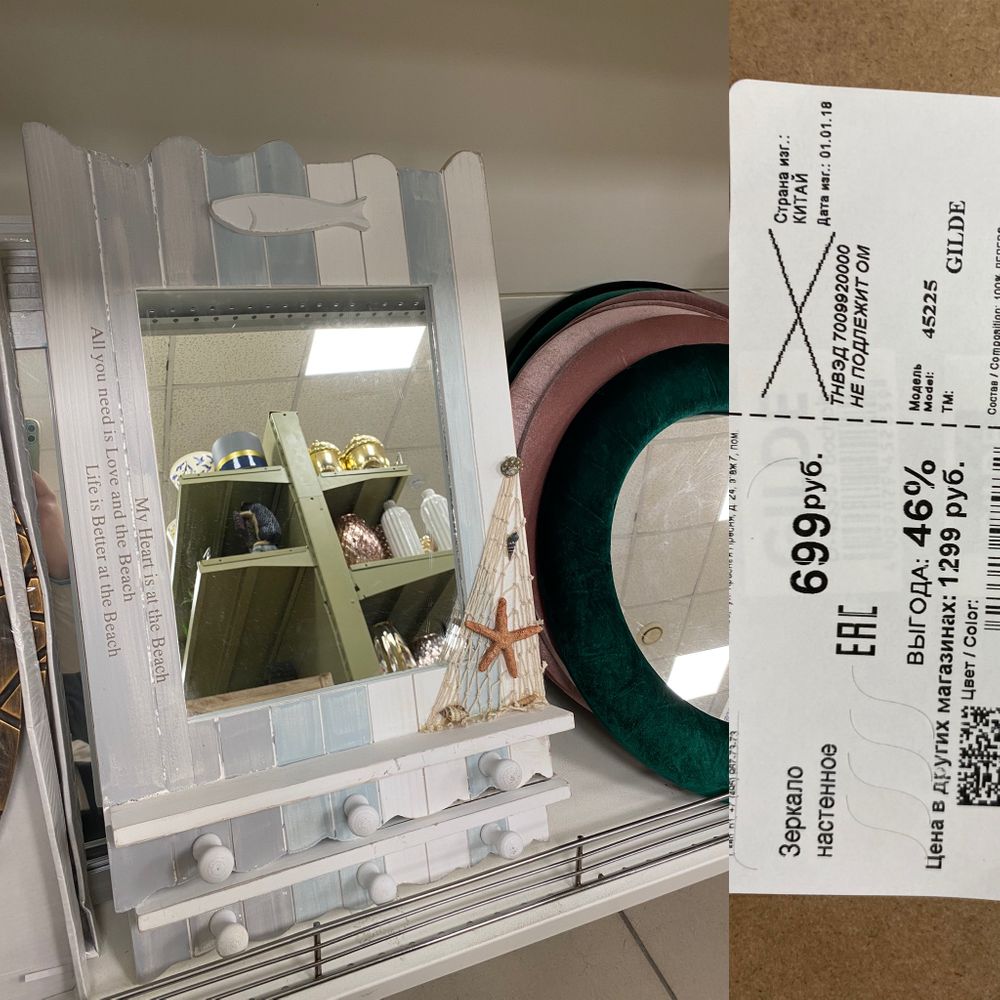 All you need is Love and the Beach
My Heart is at the Beach
Life is Better at the Beach
Страна изг.:
КИТАЙ
Дата изг.: 01.01.18
ТНВЭД 7009920000
НЕ ПОДЛЕЖИТ ОМ
Модель
Model: 45225
ТМ: GILDE
Состав / Composition: 100%
699руб.
EAC
ВЫГОДА: 46%
Цена в других магазинах: 1299 руб.
Цвет / Color:
Зеркало
настенное